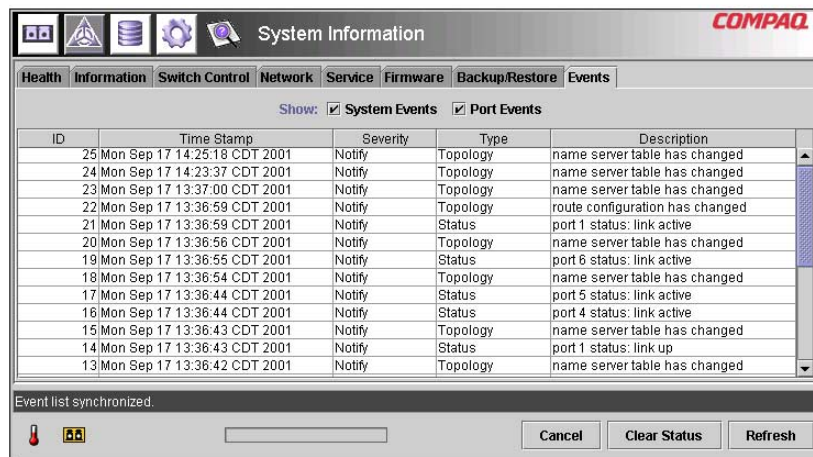 System Information
COMPAQ
Health Information Switch Control Network Service Firmware Backup/Restore Events
Show: System Events Port Events
ID Time Stamp Severity Type Description
25 Mon Sep 17 14:25:18 CDT 2001 Notify Topology name server table has changed
24 Mon Sep 17 14:23:37 CDT 2001 Notify Topology name server table has changed
23 Mon Sep 17 13:37:00 CDT 2001 Notify Topology name server table has changed
22 Mon Sep 17 13:36:59 CDT 2001 Notify Topology route configuration has changed
21 Mon Sep 17 13:36:59 CDT 2001 Notify Status port 1 status: link active
20 Mon Sep 17 13:36:56 CDT 2001 Notify Topology name server table has changed
19 Mon Sep 17 13:36:55 CDT 2001 Notify Status port 6 status: link active
18 Mon Sep 17 13:36:54 CDT 2001 Notify Topology name server table has changed
17 Mon Sep 17 13:36:44 CDT 2001 Notify Status port 5 status: link active
16 Mon Sep 17 13:36:44 CDT 2001 Notify Status port 4 status: link active
15 Mon Sep 17 13:36:43 CDT 2001 Notify Topology name server table has changed
14 Mon Sep 17 13:36:43 CDT 2001 Notify Status port 1 status: link up
13 Mon Sep 17 13:36:42 CDT 2001 Notify Topology name server table has changed
Event list synchronized.
Cancel Clear Status Refresh